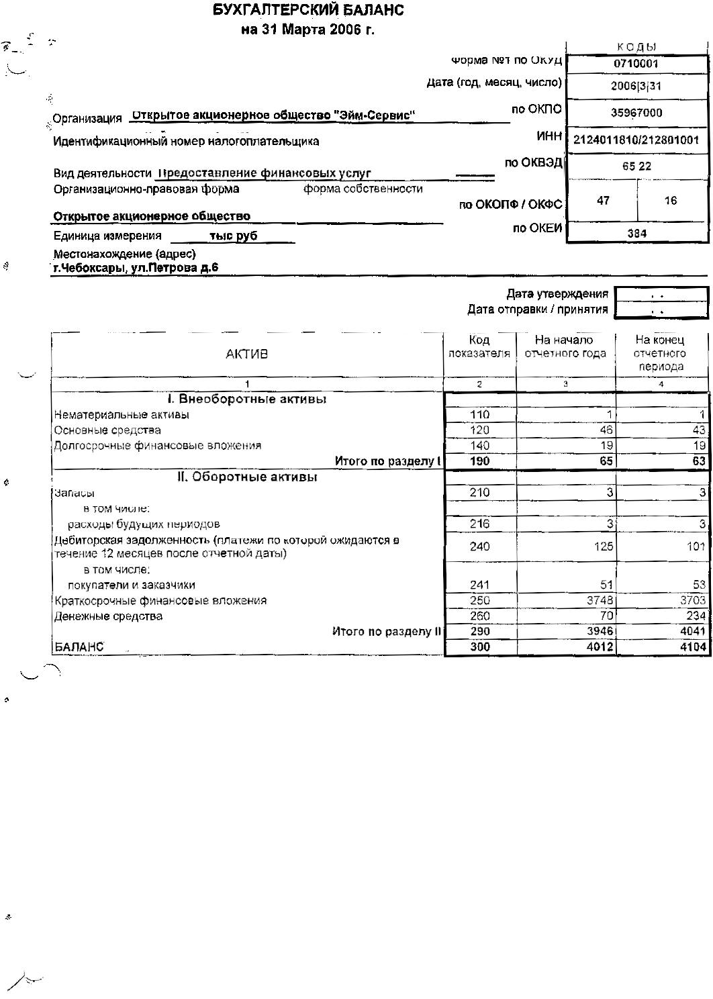 БУХГАЛТЕРСКИЙ БАЛАНС
на 31 Марта 2006 г.
КОДЫ
Форма №1 по ОКУД 0710001
Дата (год, месяц, число) 2006|3|31
Организация Открытое акционерное общество "Эйм-Сервис" по ОКПО 35967000
Идентификационный номер налогоплательщика ИНН 2124011810/212801001
Вид деятельности Предоставление финансовых услуг по ОКВЭД 65 22
Организационно-правовая форма форма собственности
Открытое акционерное общество по ОКОПФ / ОКФС 47 16
Единица измерения тыс руб по ОКЕИ 384
Местонахождение (адрес)
г.Чебоксары, ул.Петрова д.6
Дата утверждения . .
Дата отправки / принятия . .
АКТИВ Код показателя На начало отчетного года На конец отчетного периода
1 2 3 4
I. Внеоборотные активы
Нематериальные активы 110 1 1
Основные средства 120 46 43
Долгосрочные финансовые вложения 140 19 19
Итого по разделу I 190 65 63
II. Оборотные активы
Запасы 210 3 3
в том числе:
расходы будущих периодов 216 3 3
Дебиторская задолженность (платежи по которой ожидаются в
течение 12 месяцев после отчетной даты) 240 125 101
в том числе:
покупатели и заказчики 241 51 53
Краткосрочные финансовые вложения 250 3748 3703
Денежные средства 260 70 234
Итого по разделу II 290 3946 4041
БАЛАНС 300 4012 4104